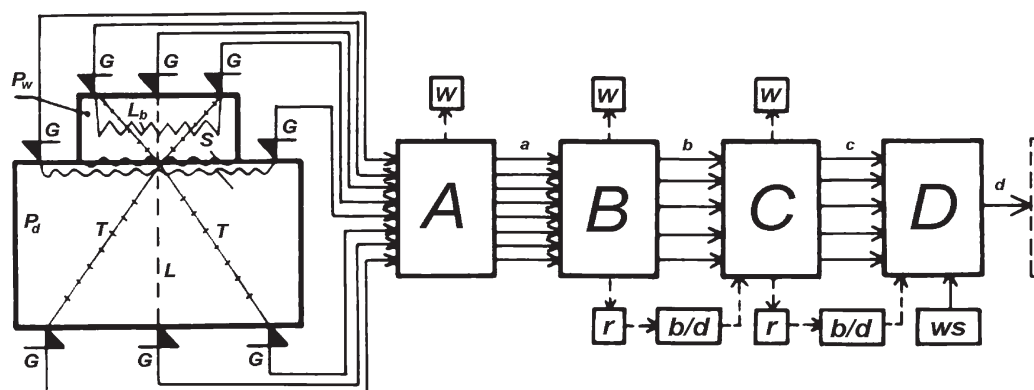 G G G
P_w
W W W
L_b
G G
S
a b c
A B C D
d
P_d
T T
L
r b/d r b/d ws
G G G